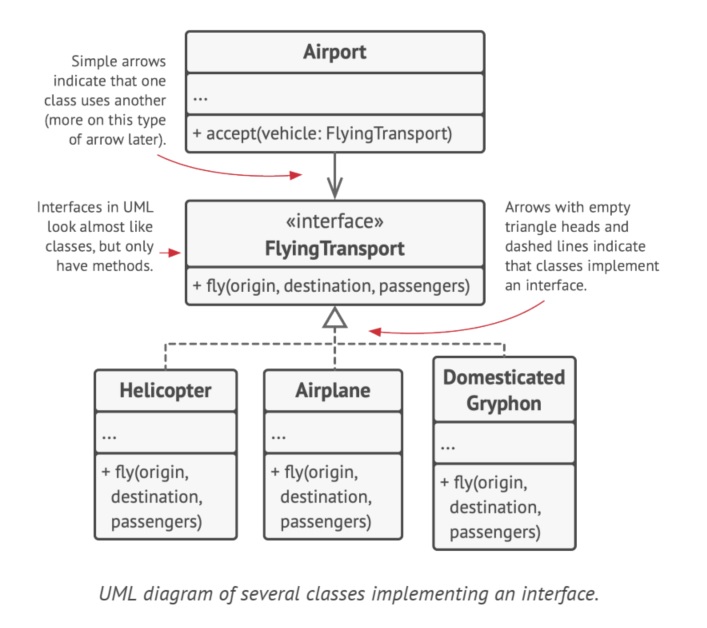 Airport
...
+ accept(vehicle: FlyingTransport)
Simple arrows
indicate that one
class uses another
(more on this type
of arrow later).
Interfaces in UML
look almost like
classes, but only
have methods.
«interface»
FlyingTransport
+ fly(origin, destination, passengers)
Arrows with empty
triangle heads and
dashed lines indicate
that classes implement
an interface.
Helicopter
...
+ fly(origin,
destination,
passengers)
Airplane
...
+ fly(origin,
destination,
passengers)
Domesticated
Gryphon
...
+ fly(origin,
destination,
passengers)
UML diagram of several classes implementing an interface.